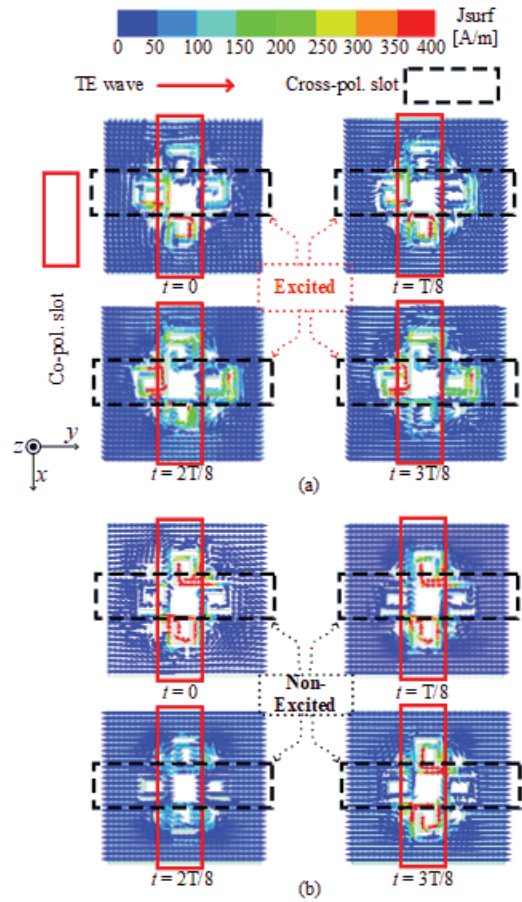 Jsurf
0 50 100 150 200 250 300 350 400 [A/m]
TE wave
Cross-pol. slot
Co-pol. slot
t = 0
t = T/8
Excited
t = 2T/8
t = 3T/8
z
y
x
(a)
t = 0
t = T/8
Non-
Excited
t = 2T/8
t = 3T/8
(b)